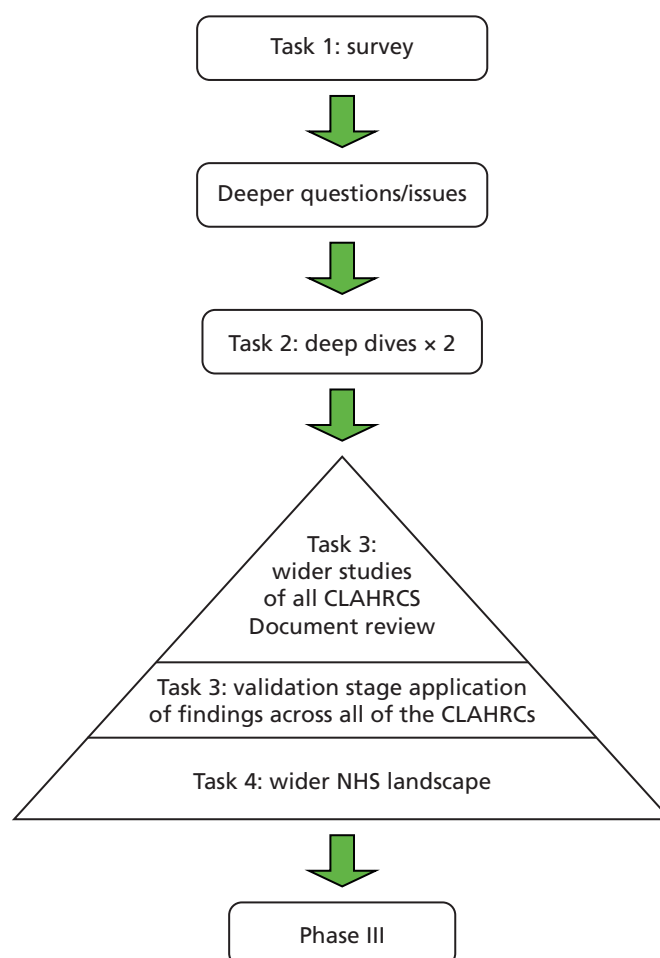 Task 1: survey
Deeper questions/issues
Task 2: deep dives × 2
Task 3:
wider studies
of all CLAHRCS
Document review
Task 3: validation stage application
of findings across all of the CLAHRCs
Task 4: wider NHS landscape
Phase III